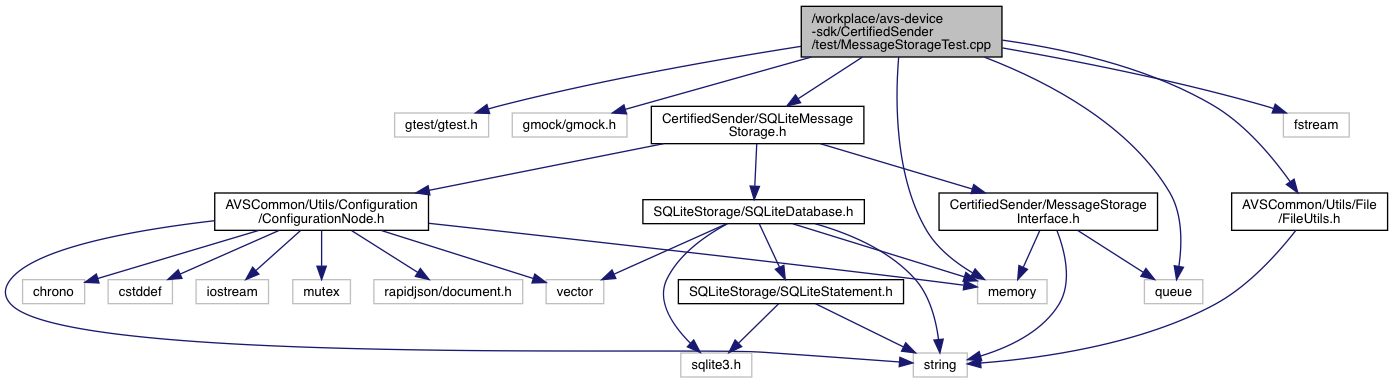 /workplace/avs-device
-sdk/CertifiedSender
/test/MessageStorageTest.cpp
gtest/gtest.h
gmock/gmock.h
CertifiedSender/SQLiteMessage
Storage.h
fstream
AVSCommon/Utils/Configuration
/ConfigurationNode.h
SQLiteStorage/SQLiteDatabase.h
CertifiedSender/MessageStorage
Interface.h
AVSCommon/Utils/File
/FileUtils.h
chrono
cstddef
iostream
mutex
rapidjson/document.h
vector
SQLiteStorage/SQLiteStatement.h
memory
queue
sqlite3.h
string